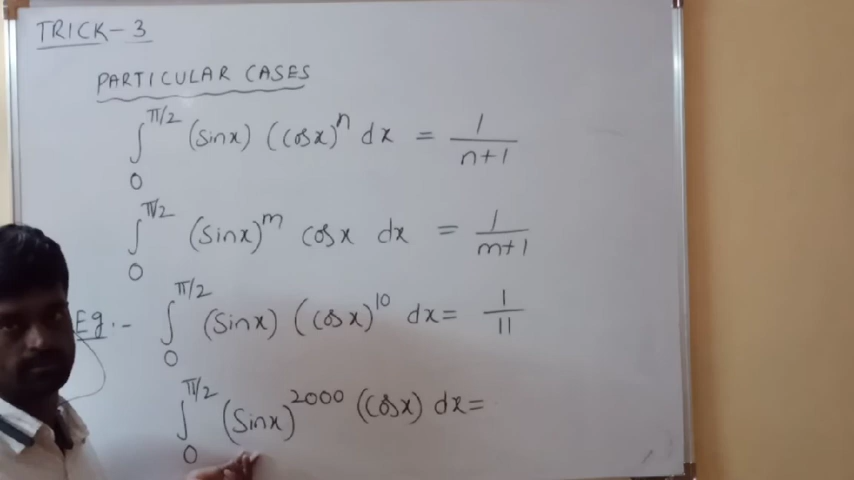 TRICK-3
PARTICULAR CASES
∫₀^{π/2} (sinx) (cosx)^n dx = 1/(n+1)
∫₀^{π/2} (sinx)^m cosx dx = 1/(m+1)
Eg:- ∫₀^{π/2} (sinx) (cosx)^10 dx = 1/11
∫₀^{π/2} (sinx)^2000 (cosx) dx =